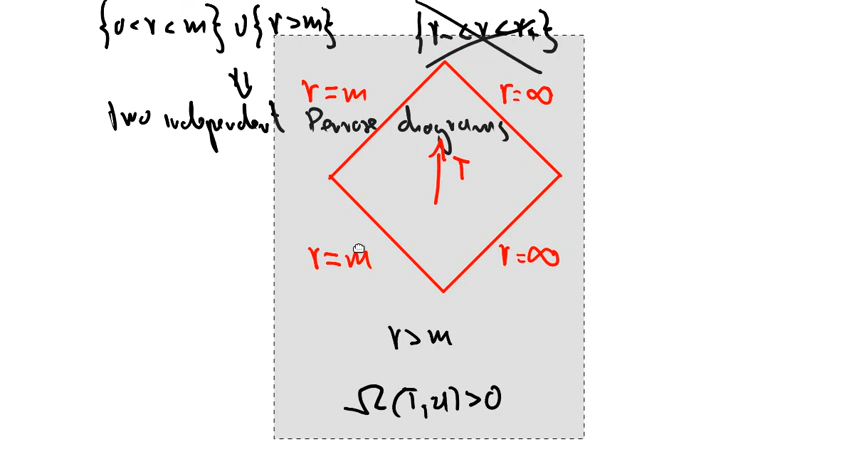 {0<r<m} ∪ {r>m} {r₋<r<r₊}
⇓
two independent Penrose diagrams
r=m r=∞
T
r=m r=∞
r>m
Ω(T,u)>0